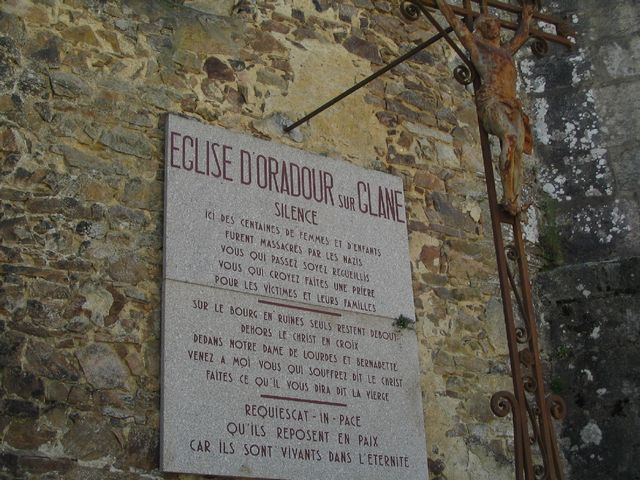 EGLISE D'ORADOUR SUR GLANE
SILENCE
ICI DES CENTAINES DE FEMMES ET D'ENFANTS
FURENT MASSACRÉS PAR LES NAZIS
VOUS QUI PASSEZ SOYEZ RECUEILLIS
VOUS QUI CROYEZ FAITES UNE PRIÈRE
POUR LES VICTIMES ET LEURS FAMILLES
SUR LE BOURG EN RUINES SEULS RESTENT DEBOUT
DEHORS LE CHRIST EN CROIX
DEDANS NOTRE DAME DE LOURDES ET BERNADETTE
VENEZ A MOI VOUS QUI SOUFFREZ DIT LE CHRIST
FAITES CE QU'IL VOUS DIRA DIT LA VIERGE
REQUIESCAT-IN-PACE
QU'ILS REPOSENT EN PAIX
CAR ILS SONT VIVANTS DANS L'ETERNITÉ